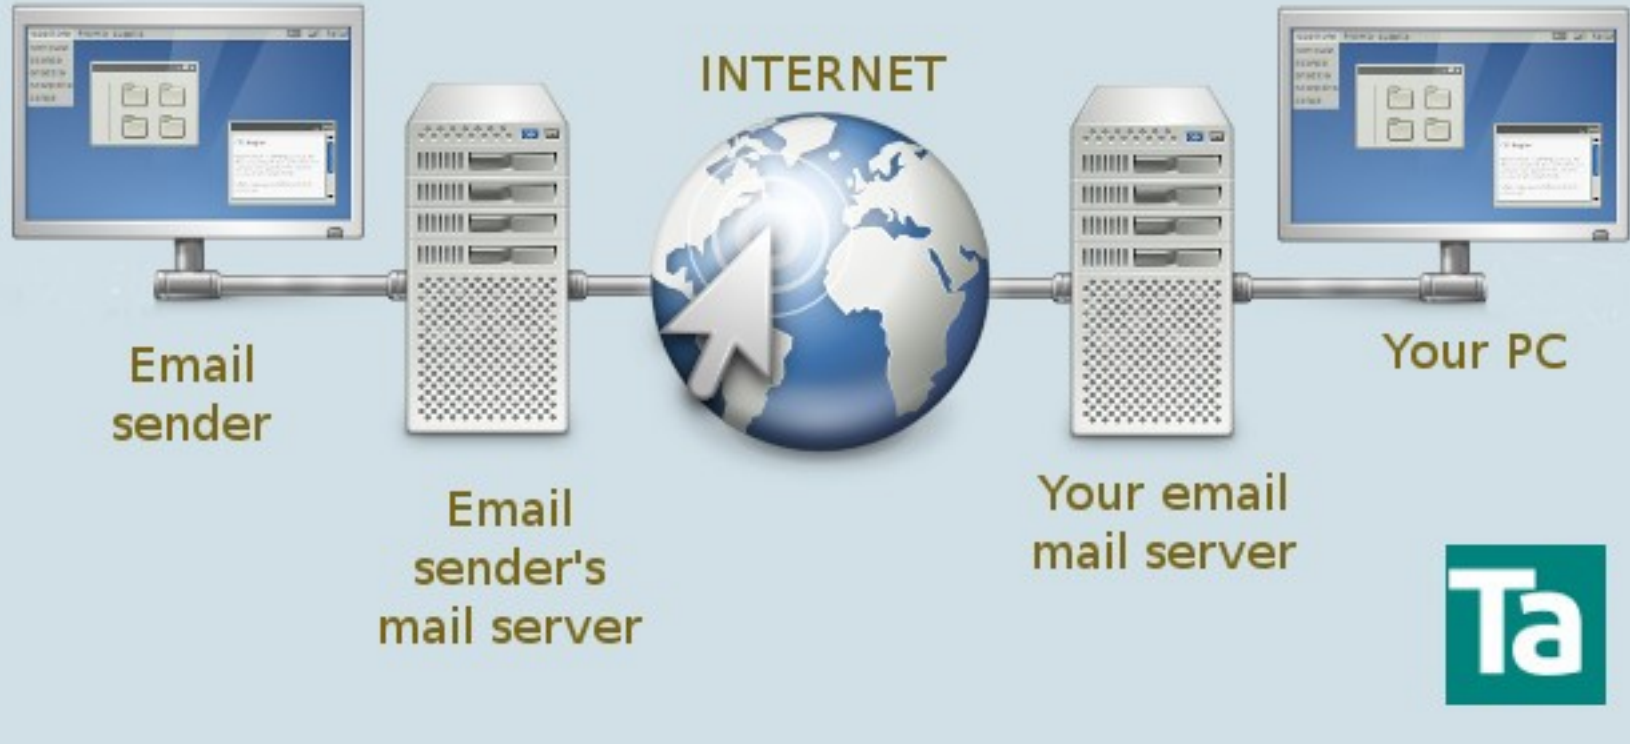 INTERNET
Email
sender
Your PC
Email
sender's
mail server
Your email
mail server
Ta